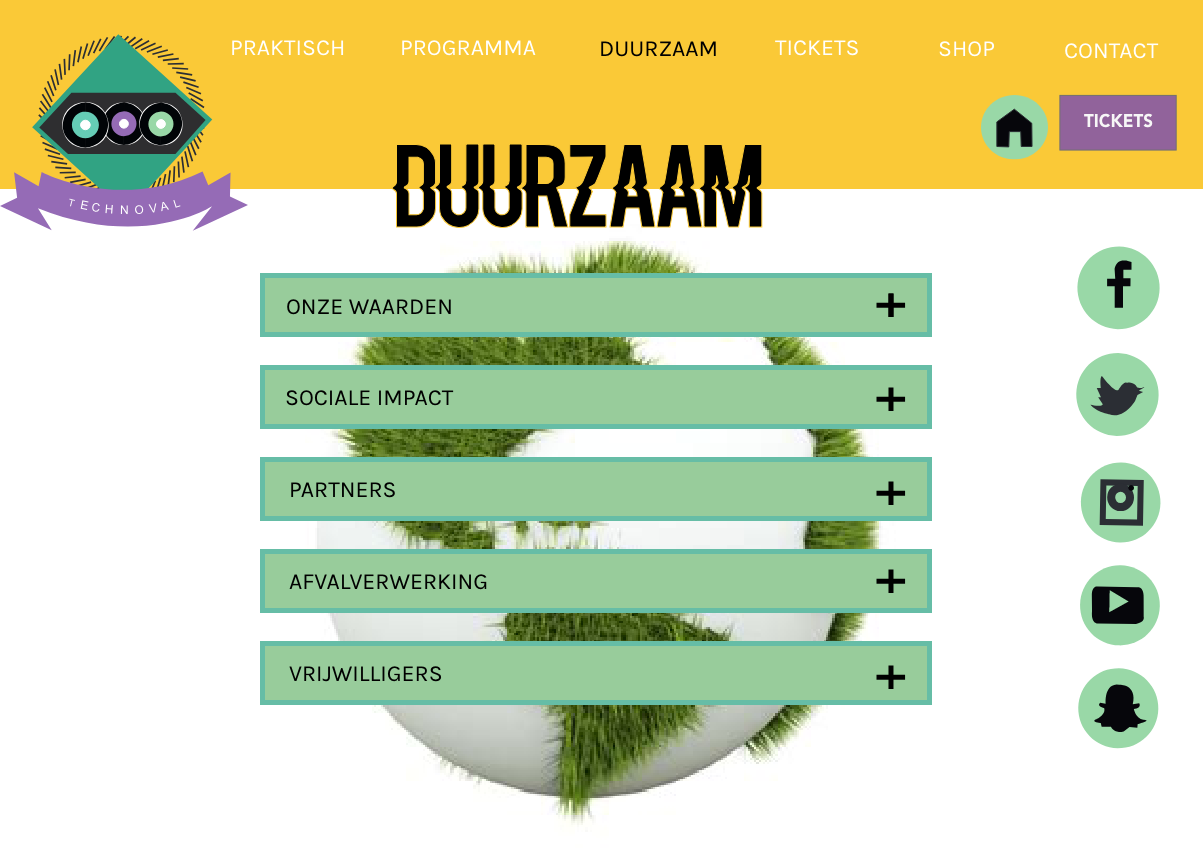 PRAKTISCH
PROGRAMMA
DUURZAAM
TICKETS
SHOP
CONTACT
TICKETS
TECHNOVAL
DUURZAAM
ONZE WAARDEN
SOCIALE IMPACT
PARTNERS
AFVALVERWERKING
VRIJWILLIGERS